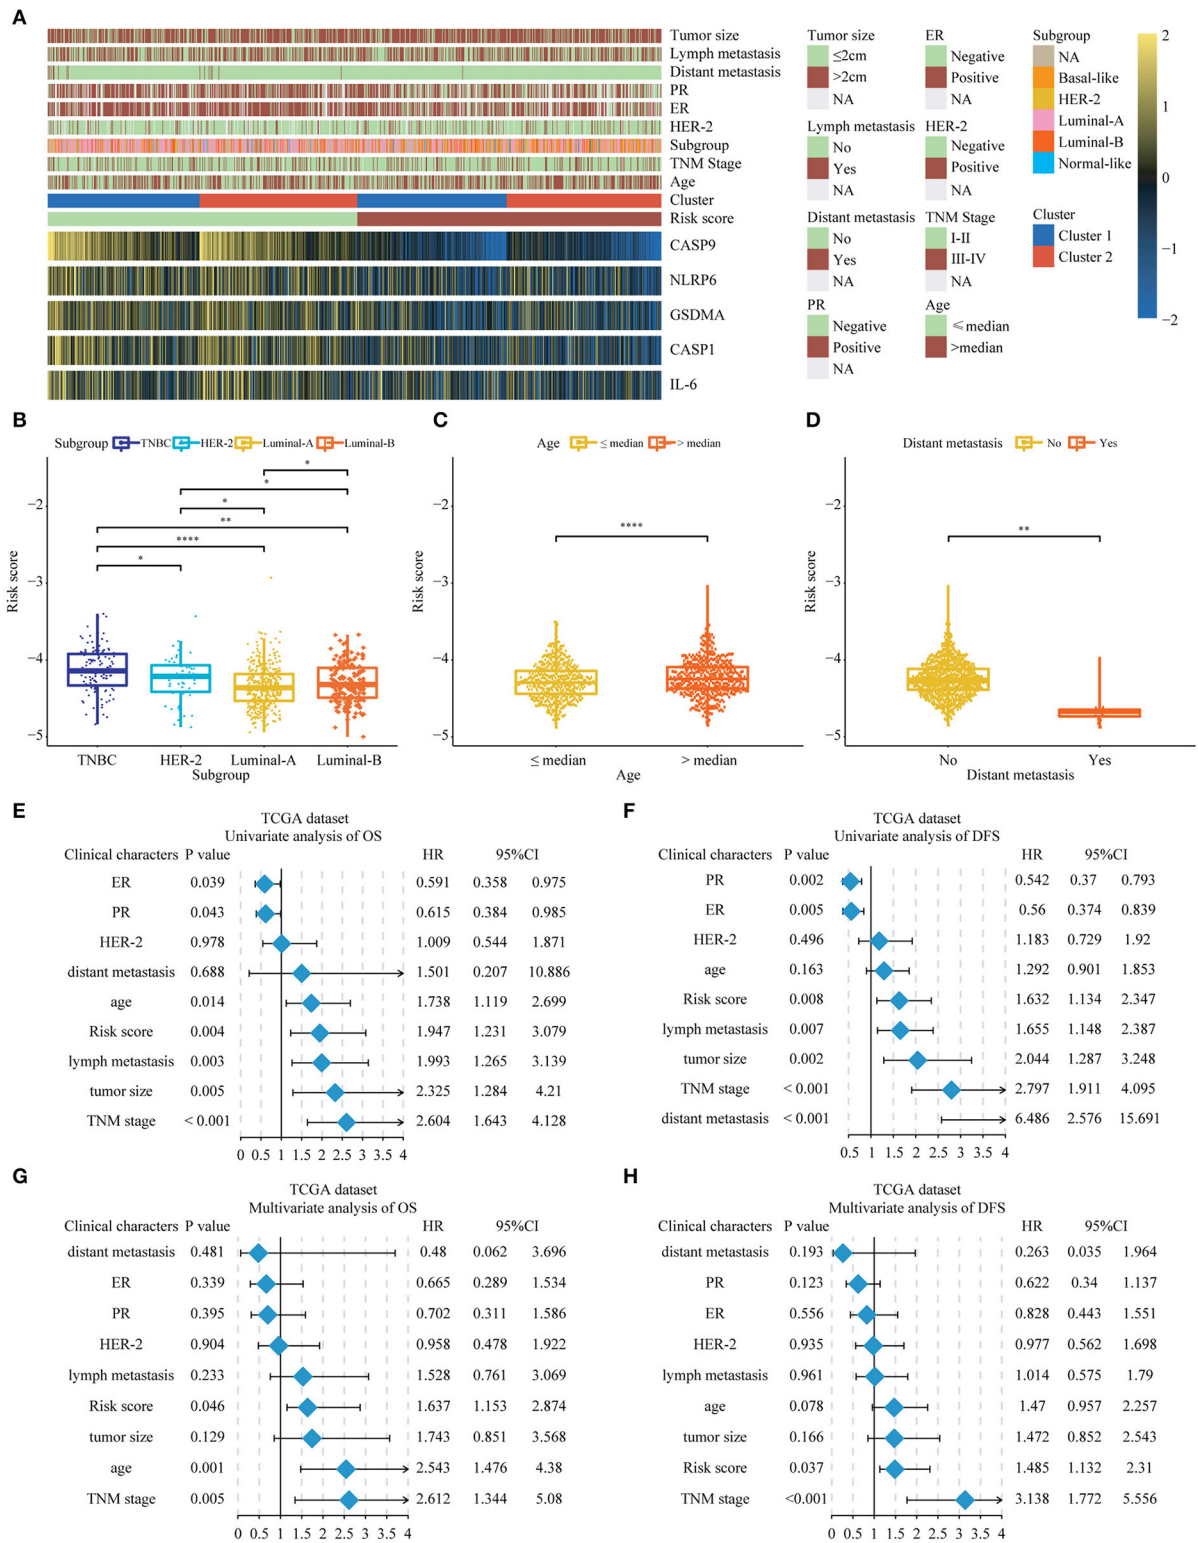 A
Tumor size
Lymph metastasis
Distant metastasis
PR
ER
HER-2
Subgroup
TNM Stage
Age
Cluster
Risk score
CASP9
NLRP6
GSDMA
CASP1
IL-6
Tumor size
≤2cm
>2cm
NA
Lymph metastasis
No
Yes
NA
Distant metastasis
No
Yes
NA
PR
Negative
Positive
NA
ER
Negative
Positive
NA
HER-2
Negative
Positive
NA
TNM Stage
I-II
III-IV
NA
Age
≤ median
>median
Subgroup
NA
Basal-like
HER-2
Luminal-A
Luminal-B
Normal-like
Cluster
Cluster 1
Cluster 2
2
1
0
−1
−2
B
Subgroup TNBC HER-2 Luminal-A Luminal-B
Risk score
−2
−3
−4
−5
*
*
*
**
****
*
TNBC HER-2 Luminal-A Luminal-B
Subgroup
C
Age ≤ median > median
Risk score
−2
−3
−4
−5
****
≤ median > median
Age
D
Distant metastasis No Yes
Risk score
−2
−3
−4
−5
**
No Yes
Distant metastasis
E
TCGA dataset
Univariate analysis of OS
Clinical characters P value HR 95%CI
ER 0.039 0.591 0.358 0.975
PR 0.043 0.615 0.384 0.985
HER-2 0.978 1.009 0.544 1.871
distant metastasis 0.688 1.501 0.207 10.886
age 0.014 1.738 1.119 2.699
Risk score 0.004 1.947 1.231 3.079
lymph metastasis 0.003 1.993 1.265 3.139
tumor size 0.005 2.325 1.284 4.21
TNM stage < 0.001 2.604 1.643 4.128
0 0.5 1 1.5 2 2.5 3 3.5 4
F
TCGA dataset
Univariate analysis of DFS
Clinical characters P value HR 95%CI
PR 0.002 0.542 0.37 0.793
ER 0.005 0.56 0.374 0.839
HER-2 0.496 1.183 0.729 1.92
age 0.163 1.292 0.901 1.853
Risk score 0.008 1.632 1.134 2.347
lymph metastasis 0.007 1.655 1.148 2.387
tumor size 0.002 2.044 1.287 3.248
TNM stage < 0.001 2.797 1.911 4.095
distant metastasis < 0.001 6.486 2.576 15.691
0.5 1 1.5 2 2.5 3 3.5 4
G
TCGA dataset
Multivariate analysis of OS
Clinical characters P value HR 95%CI
distant metastasis 0.481 0.48 0.062 3.696
ER 0.339 0.665 0.289 1.534
PR 0.395 0.702 0.311 1.586
HER-2 0.904 0.958 0.478 1.922
lymph metastasis 0.233 1.528 0.761 3.069
Risk score 0.046 1.637 1.153 2.874
tumor size 0.129 1.743 0.851 3.568
age 0.001 2.543 1.476 4.38
TNM stage 0.005 2.612 1.344 5.08
0 0.5 1 1.5 2 2.5 3 3.5 4
H
TCGA dataset
Multivariate analysis of DFS
Clinical characters P value HR 95%CI
distant metastasis 0.193 0.263 0.035 1.964
PR 0.123 0.622 0.34 1.137
ER 0.556 0.828 0.443 1.551
HER-2 0.935 0.977 0.562 1.698
lymph metastasis 0.961 1.014 0.575 1.79
age 0.078 1.47 0.957 2.257
tumor size 0.166 1.472 0.852 2.543
Risk score 0.037 1.485 1.132 2.31
TNM stage <0.001 3.138 1.772 5.556
0 0.5 1 1.5 2 2.5 3 3.5 4